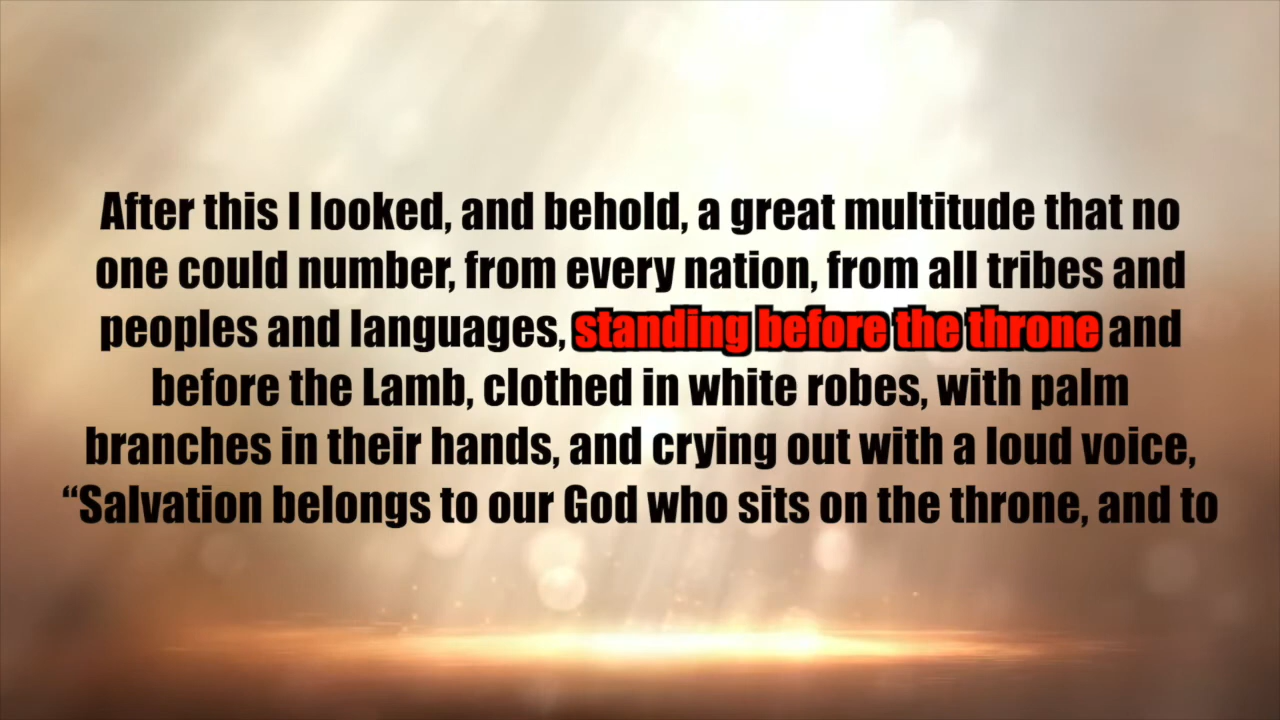 After this I looked, and behold, a great multitude that no
one could number, from every nation, from all tribes and
peoples and languages, standing before the throne and
before the Lamb, clothed in white robes, with palm
branches in their hands, and crying out with a loud voice,
“Salvation belongs to our God who sits on the throne, and to